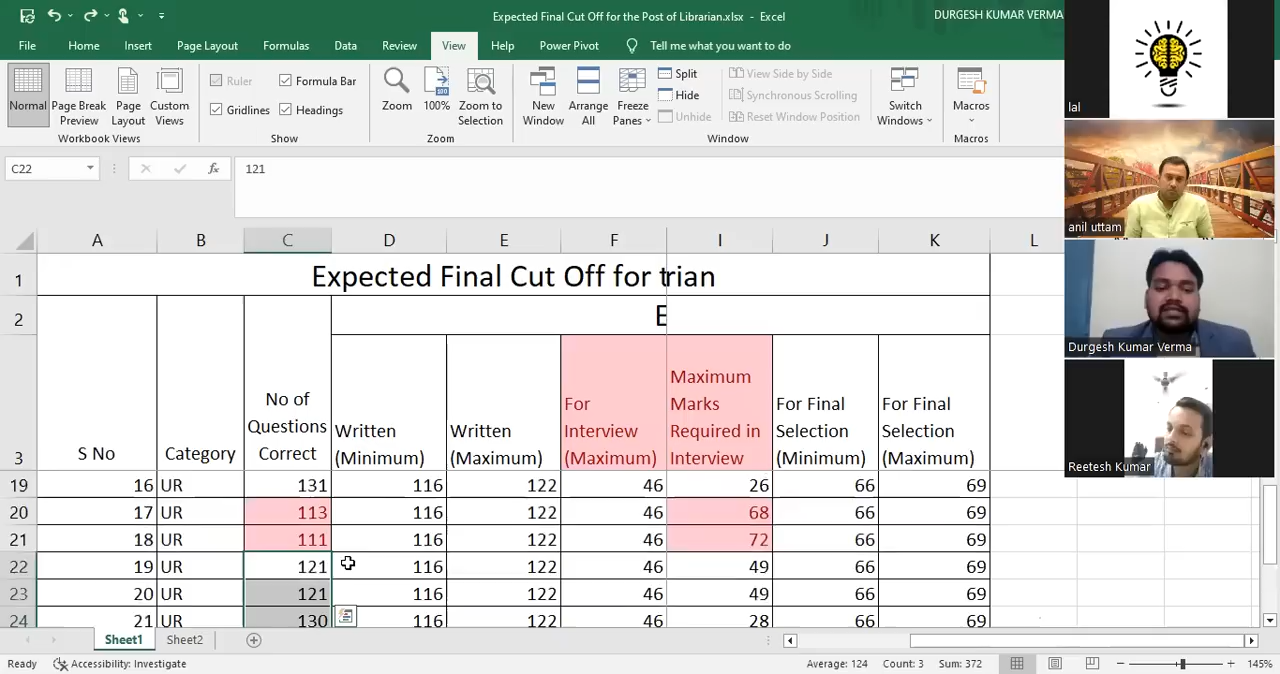 Expected Final Cut Off for the Post of Librarian.xlsx - Excel
DURGESH KUMAR VERMA
File Home Insert Page Layout Formulas Data Review View Help Power Pivot Tell me what you want to do
Normal
Page Break Preview
Page Layout
Custom Views
Workbook Views
Ruler
Formula Bar
Gridlines
Headings
Show
Zoom
100%
Zoom to Selection
Zoom
New Window
Arrange All
Freeze Panes
Split
Hide
Unhide
View Side by Side
Synchronous Scrolling
Reset Window Position
Window
Switch Windows
Macros
Macros
C22 fx 121
A B C D E F I J K L
1 Expected Final Cut Off for trian
2 E
3 S No
Category
No of Questions Correct
Written (Minimum)
Written (Maximum)
For Interview (Maximum)
Maximum Marks Required in Interview
For Final Selection (Minimum)
For Final Selection (Maximum)
19 16 UR 131 116 122 46 26 66 69
20 17 UR 113 116 122 46 68 66 69
21 18 UR 111 116 122 46 72 66 69
22 19 UR 121 116 122 46 49 66 69
23 20 UR 121 116 122 46 49 66 69
24 21 UR 130 116 122 46 28 66 69
Sheet1 Sheet2
Ready Accessibility: Investigate Average: 124 Count: 3 Sum: 372 145%
lal
anil uttam
Durgesh Kumar Verma
Reetesh Kumar